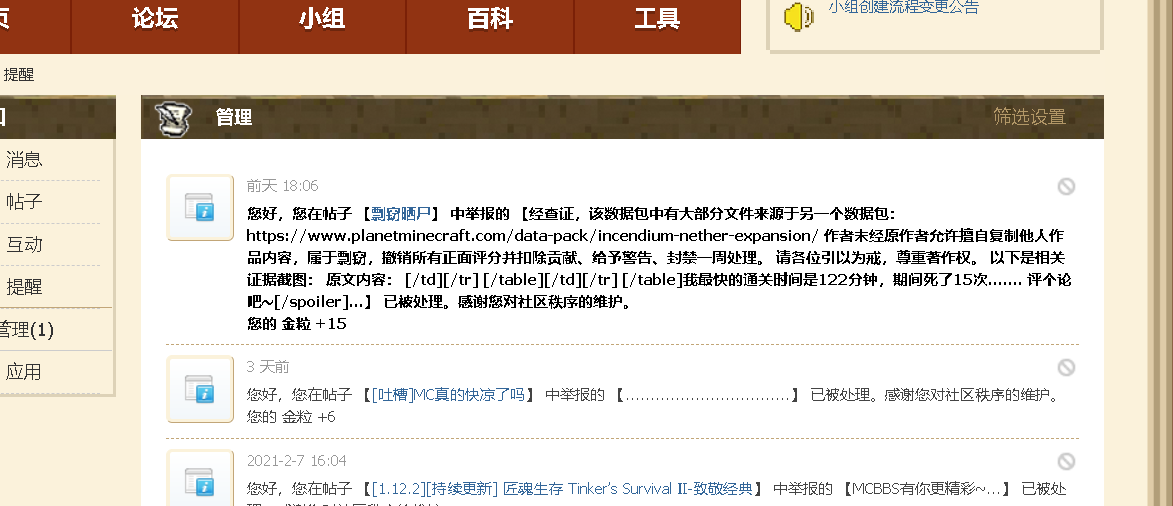 页 论坛 小组 百科 工具
小组创建流程变更公告
提醒
管理 筛选设置
消息
帖子
互动
提醒
管理(1)
应用
前天 18:06
您好，您在帖子 【剽窃晒尸】 中举报的 【经查证，该数据包中有大部分文件来源于另一个数据包：
https://www.planetminecraft.com/data-pack/incendium-nether-expansion/ 作者未经原作者允许擅自复制他人作
品内容，属于剽窃，撤销所有正面评分并扣除贡献、给予警告、封禁一周处理。 请各位引以为戒，尊重著作权。 以下是相关
证据截图： 原文内容： [/td][/tr] [/table][/td][/tr] [/table]我最快的通关时间是122分钟，期间死了15次……. 评个论
吧~[/spoiler]...】 已被处理。感谢您对社区秩序的维护。
您的 金粒 +15
3 天前
您好，您在帖子 【[吐槽]MC真的快凉了吗】 中举报的 【.................................】 已被处理。感谢您对社区秩序的维护。
您的 金粒 +6
2021-2-7 16:04
您好，您在帖子 【[1.12.2][持续更新] 匠魂生存 Tinker's Survival II-致敬经典】 中举报的 【MCBBS有你更精彩~...】 已被处